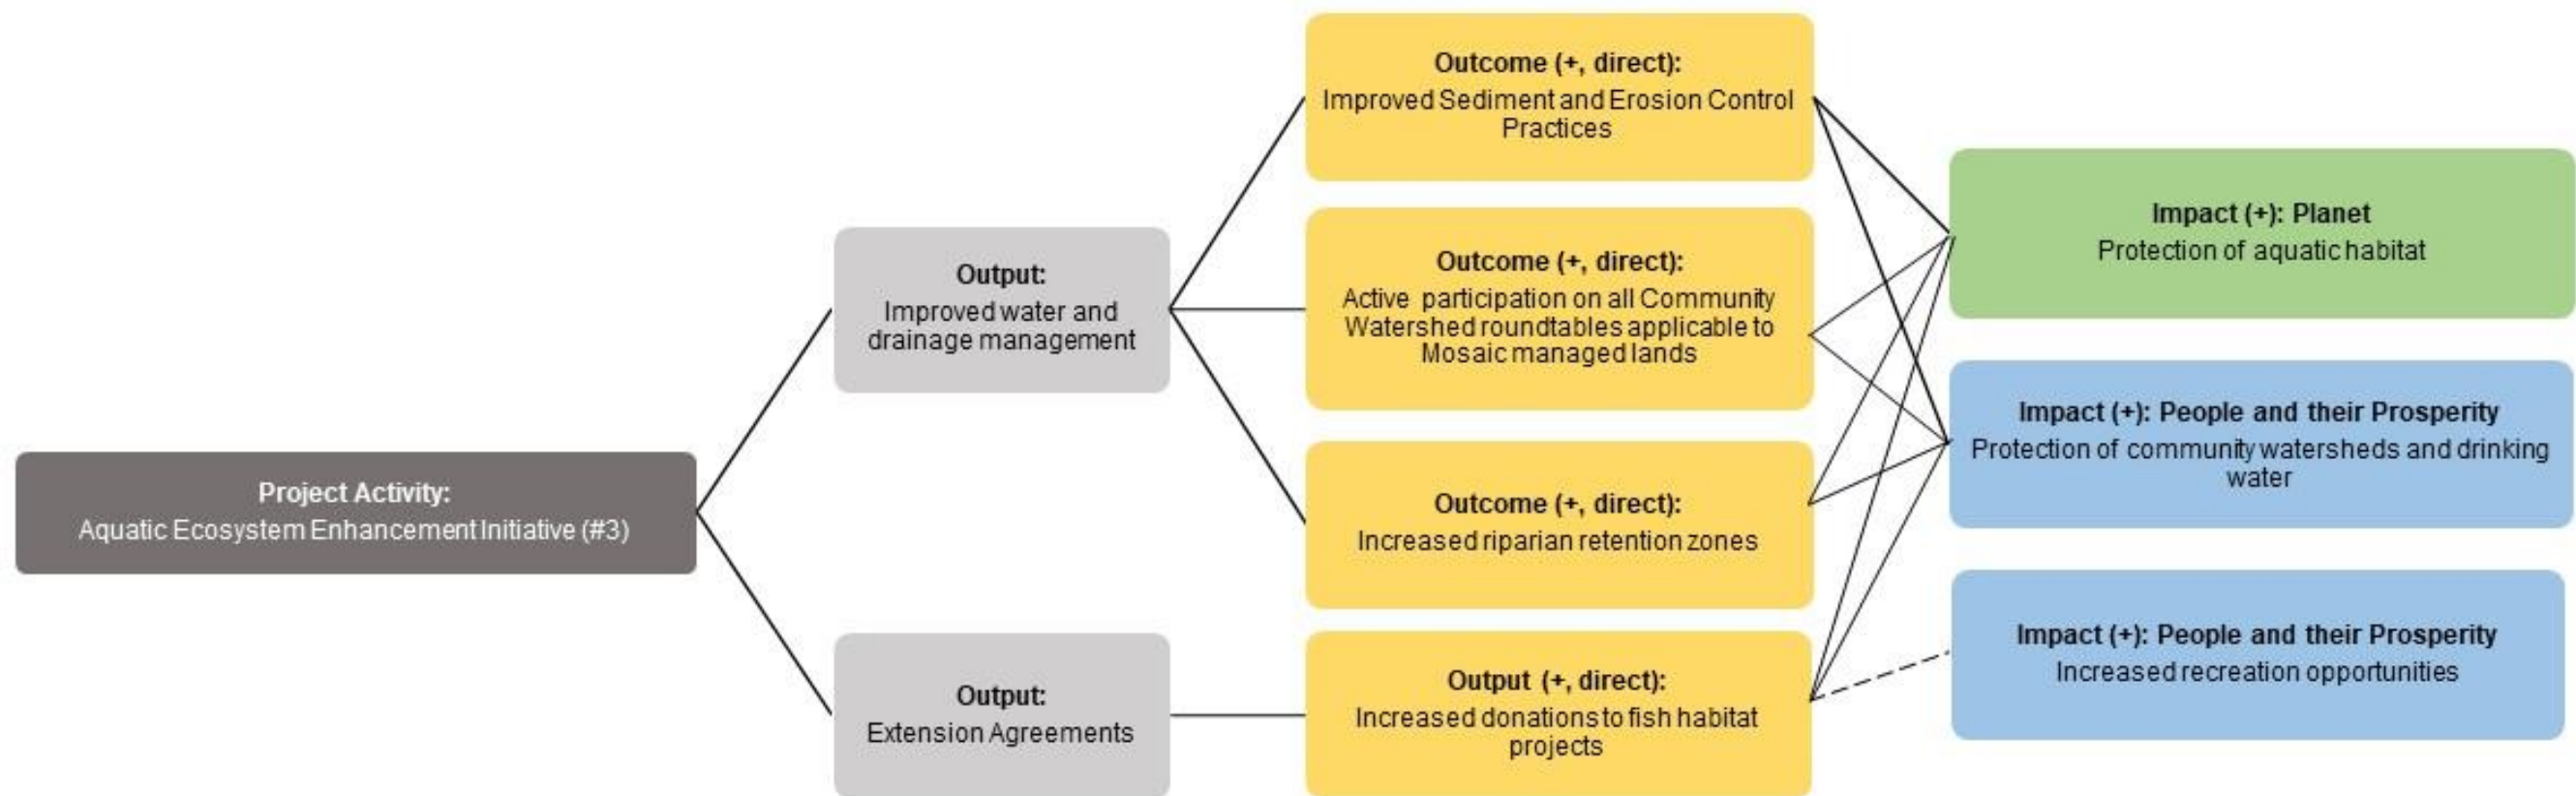 Project Activity:
Aquatic Ecosystem Enhancement Initiative (#3)
Output:
Improved water and
drainage management
Output:
Extension Agreements
Outcome (+, direct):
Improved Sediment and Erosion Control
Practices
Outcome (+, direct):
Active participation on all Community
Watershed roundtables applicable to
Mosaic managed lands
Outcome (+, direct):
Increased riparian retention zones
Output (+, direct):
Increased donations to fish habitat
projects
Impact (+): Planet
Protection of aquatic habitat
Impact (+): People and their Prosperity
Protection of community watersheds and drinking
water
Impact (+): People and their Prosperity
Increased recreation opportunities